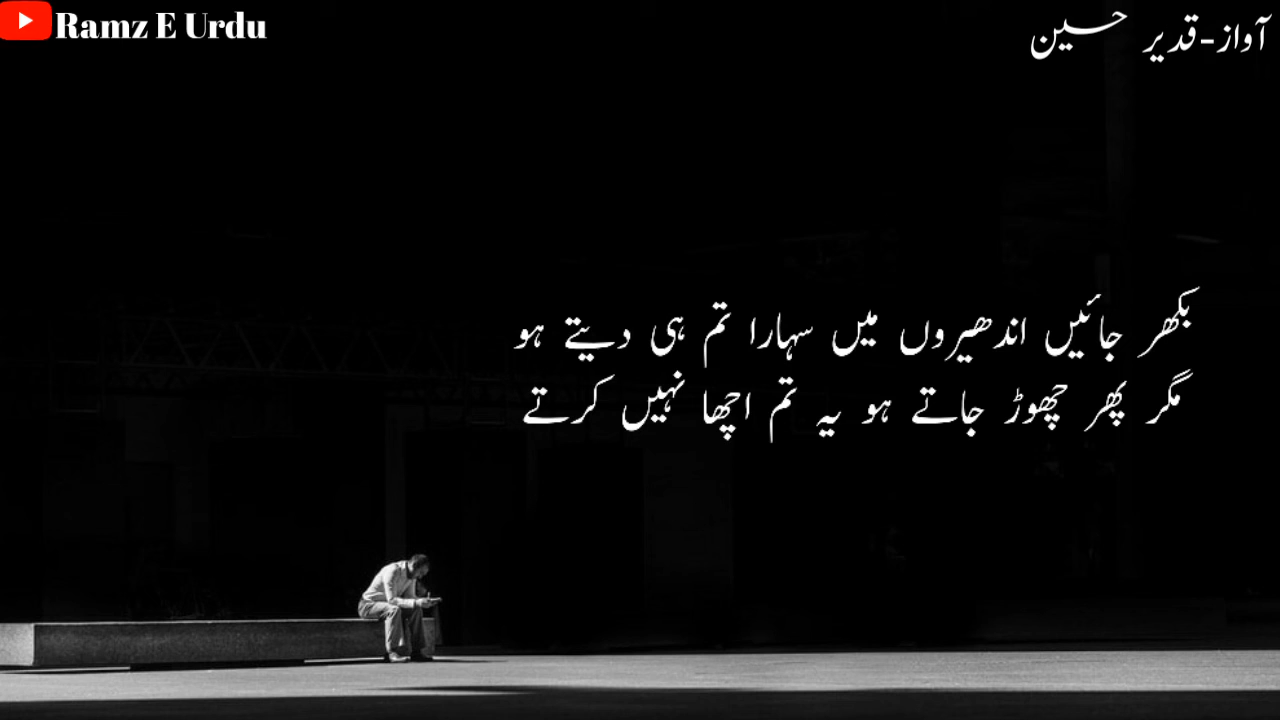 Ramz E Urdu
آواز-قدیر حسین
بکھر جائیں اندھیروں میں سہارا تم ہی دیتے ہو
مگر پھر چھوڑ جاتے ہو یہ تم اچھا نہیں کرتے